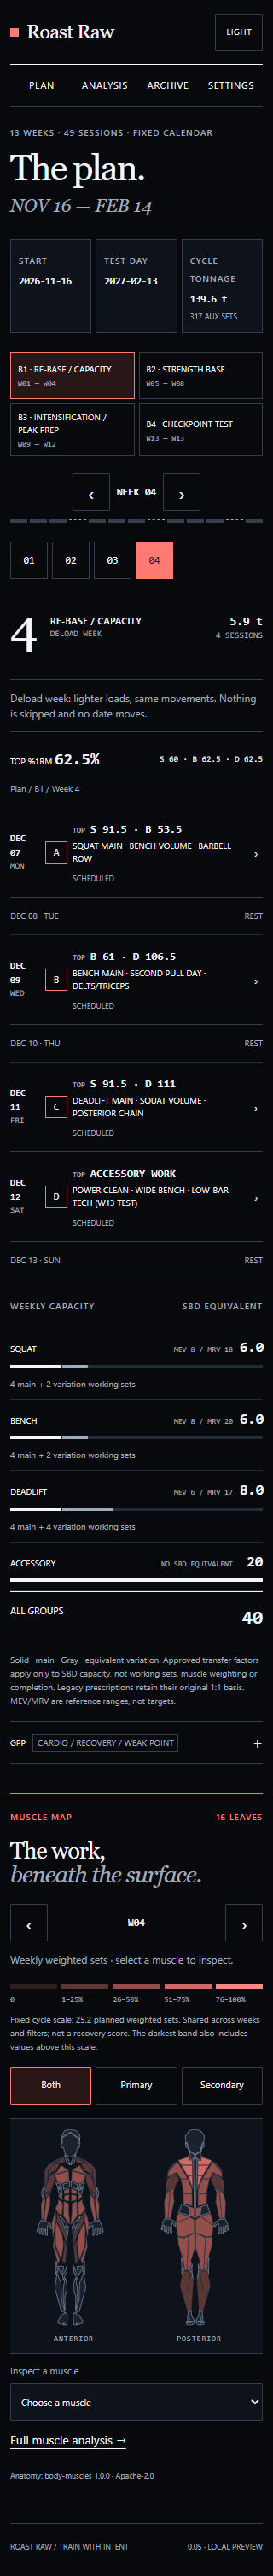 Roast Raw
LIGHT
PLAN ANALYSIS ARCHIVE SETTINGS
13 WEEKS · 49 SESSIONS · FIXED CALENDAR
The plan.
NOV 16 — FEB 14
START
2026-11-16
TEST DAY
2027-02-13
CYCLE
TONNAGE
139.6 t
317 AUX SETS
B1 · RE-BASE / CAPACITY
W01 — W04
B2 · STRENGTH BASE
W05 — W08
B3 · INTENSIFICATION /
PEAK PREP
W09 — W12
B4 · CHECKPOINT TEST
W13 — W13
‹ WEEK 04 ›
01 02 03 04
4
RE-BASE / CAPACITY
DELOAD WEEK
5.9 t
4 SESSIONS
Deload week: lighter loads, same movements. Nothing
is skipped and no date moves.
TOP %1RM 62.5%
S 60 · B 62.5 · D 62.5
Plan / B1 / Week 4
DEC
07
MON
A
TOP S 91.5 · B 53.5
SQUAT MAIN · BENCH VOLUME · BARBELL
ROW
SCHEDULED
›
DEC 08 · TUE REST
DEC
09
WED
B
TOP B 61 · D 106.5
BENCH MAIN · SECOND PULL DAY ·
DELTS/TRICEPS
SCHEDULED
›
DEC 10 · THU REST
DEC
11
FRI
C
TOP S 91.5 · D 111
DEADLIFT MAIN · SQUAT VOLUME ·
POSTERIOR CHAIN
SCHEDULED
›
DEC
12
SAT
D
TOP ACCESSORY WORK
POWER CLEAN · WIDE BENCH · LOW-BAR
TECH (W13 TEST)
SCHEDULED
›
DEC 13 · SUN REST
WEEKLY CAPACITY SBD EQUIVALENT
SQUAT MEV 8 / MRV 18 6.0
4 main + 2 variation working sets
BENCH MEV 8 / MRV 20 6.0
4 main + 2 variation working sets
DEADLIFT MEV 6 / MRV 17 8.0
4 main + 4 variation working sets
ACCESSORY NO SBD EQUIVALENT 20
ALL GROUPS 40
Solid · main Gray · equivalent variation. Approved transfer factors
apply only to SBD capacity, not working sets, muscle weighting or
completion. Legacy prescriptions retain their original 1:1 basis.
MEV/MRV are reference ranges, not targets.
GPP CARDIO / RECOVERY / WEAK POINT +
MUSCLE MAP 16 LEAVES
The work,
beneath the surface.
‹ W04 ›
Weekly weighted sets · select a muscle to inspect.
0 1–25% 26–50% 51–75% 76–100%
Fixed cycle scale: 25.2 planned weighted sets. Shared across weeks
and filters; not a recovery score. The darkest band also includes
values above this scale.
Both Primary Secondary
ANTERIOR POSTERIOR
Inspect a muscle
Choose a muscle
Full muscle analysis →
Anatomy: body-muscles 1.0.0 · Apache-2.0
ROAST RAW / TRAIN WITH INTENT 0.05 · LOCAL PREVIEW